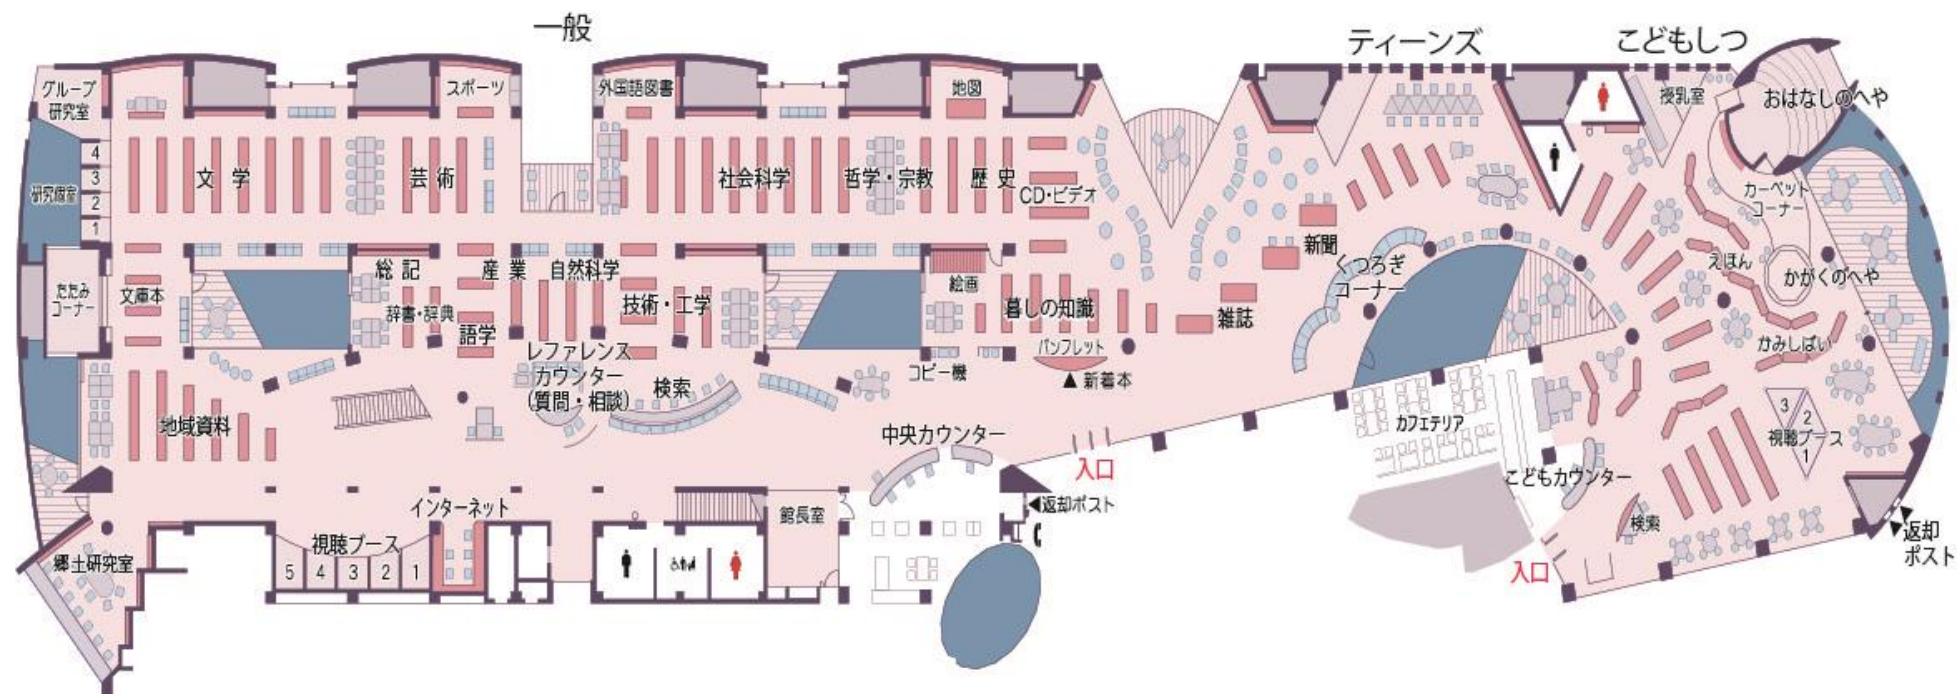 一般
ティーンズ
こどもしつ
グループ
研究室
スポーツ
外国語図書
地図
授乳室
おはなしのへや
4
3
2
1
研究個室
文学
芸術
社会科学
哲学・宗教
歴史
CD・ビデオ
カーペット
コーナー
新聞
くつろぎ
コーナー
えほん
かがくのへや
たたみ
コーナー
文庫本
総記
辞書・辞典
産業
自然科学
語学
技術・工学
絵画
暮しの知識
雑誌
パンフレット
▲新着本
コピー機
かみしばい
レファレンス
カウンター
(質問・相談)
検索
地域資料
中央カウンター
入口
カフェテリア
3
2
視聴ブース
1
こどもカウンター
検索
返却
ポスト
入口
インターネット
館長室
◀返却ポスト
視聴ブース
5
4
3
2
1
郷土研究室